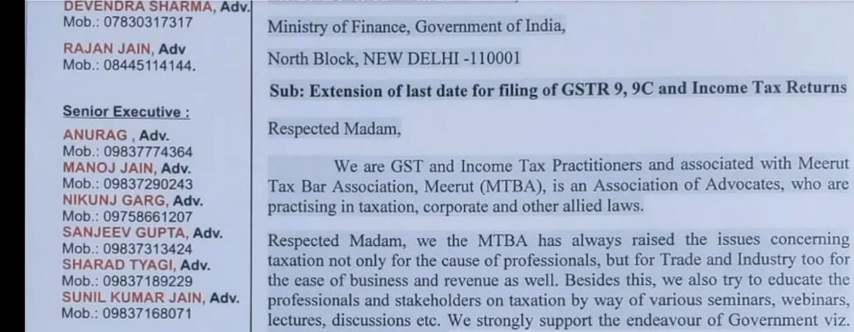 DEVENDRA SHARMA, Adv.
Mob.: 07830317317
RAJAN JAIN, Adv
Mob.: 08445114144.
Senior Executive :
ANURAG , Adv.
Mob.: 09837774364
MANOJ JAIN, Adv.
Mob.: 09837290243
NIKUNJ GARG, Adv.
Mob.: 09758661207
SANJEEV GUPTA, Adv.
Mob.: 09837313424
SHARAD TYAGI, Adv.
Mob.: 09837189229
SUNIL KUMAR JAIN, Adv.
Mob.: 09837168071
Ministry of Finance, Government of India,
North Block, NEW DELHI -110001
Sub: Extension of last date for filing of GSTR 9, 9C and Income Tax Returns
Respected Madam,
We are GST and Income Tax Practitioners and associated with Meerut
Tax Bar Association, Meerut (MTBA), is an Association of Advocates, who are
practising in taxation, corporate and other allied laws.
Respected Madam, we the MTBA has always raised the issues concerning
taxation not only for the cause of professionals, but for Trade and Industry too for
the ease of business and revenue as well. Besides this, we also try to educate the
professionals and stakeholders on taxation by way of various seminars, webinars,
lectures, discussions etc. We strongly support the endeavour of Government viz.